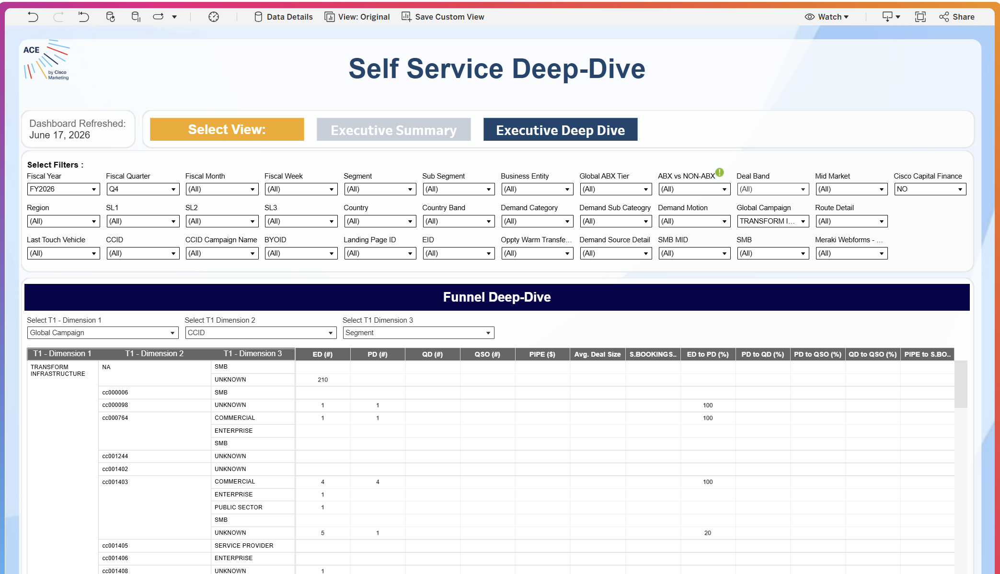 Data Details View: Original Save Custom View Watch Share
ACE
by Cisco
Marketing
Self Service Deep-Dive
Dashboard Refreshed:
June 17, 2026
Select View: Executive Summary Executive Deep Dive
Select Filters :
Fiscal Year Fiscal Quarter Fiscal Month Fiscal Week Segment Sub Segment Business Entity Global ABX Tier ABX vs NON-ABX Deal Band Mid Market Cisco Capital Finance
FY2026 Q4 (All) (All) (All) (All) (All) (All) (All) (All) (All) NO
Region SL1 SL2 SL3 Country Country Band Demand Category Demand Sub Cateogry Demand Motion Global Campaign Route Detail
(All) (All) (All) (All) (All) (All) (All) (All) (All) TRANSFORM I... (All)
Last Touch Vehicle CCID CCID Campaign Name BYOID Landing Page ID EID Oppty Warm Transfe... Demand Source Detail SMB MID SMB Meraki Webforms - ...
(All) (All) (All) (All) (All) (All) (All) (All) (All) (All) (All)
Funnel Deep-Dive
Select T1 - Dimension 1 Select T1 Dimension 2 Select T1 Dimension 3
Global Campaign CCID Segment
T1 - Dimension 1 T1 - Dimension 2 T1 - Dimension 3 ED (#) PD (#) QD (#) QSO (#) PIPE ($) Avg. Deal Size S.BOOKINGS.. ED to PD (%) PD to QD (%) PD to QSO (%) QD to QSO (%) PIPE to S.BO..
TRANSFORM INFRASTRUCTURE NA SMB
UNKNOWN 210
cc000006 SMB
cc000098 UNKNOWN 1 1 100
cc000764 COMMERCIAL 1 1 100
ENTERPRISE
SMB
cc001244 UNKNOWN
cc001402 UNKNOWN
cc001403 COMMERCIAL 4 4 100
ENTERPRISE 1
PUBLIC SECTOR 1
SMB
UNKNOWN 5 1 20
cc001405 SERVICE PROVIDER
cc001406 ENTERPRISE
cc001408 UNKNOWN 1